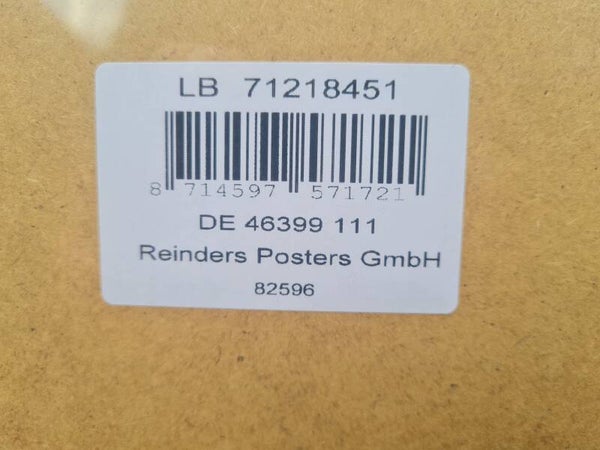 LB 71218451
8 714597 571721
DE 46399 111
Reinders Posters GmbH
82596